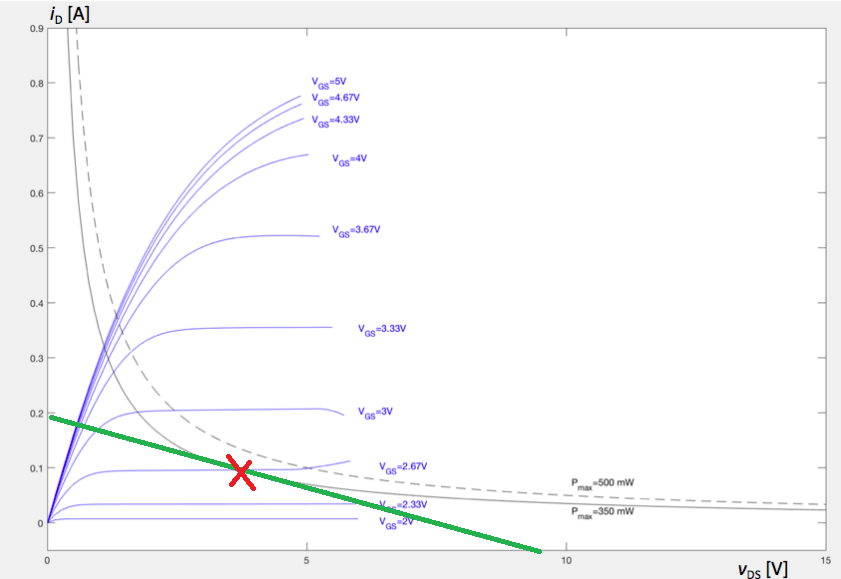 iD [A]
0.9
0.8
0.7
0.6
0.5
0.4
0.3
0.2
0.1
0
VGS=5V
VGS=4.67V
VGS=4.33V
VGS=4V
VGS=3.67V
VGS=3.33V
VGS=3V
VGS=2.67V
VGS=2.33V
VGS=2V
Pmax=500 mW
Pmax=350 mW
0 5 10 15
vDS [V]